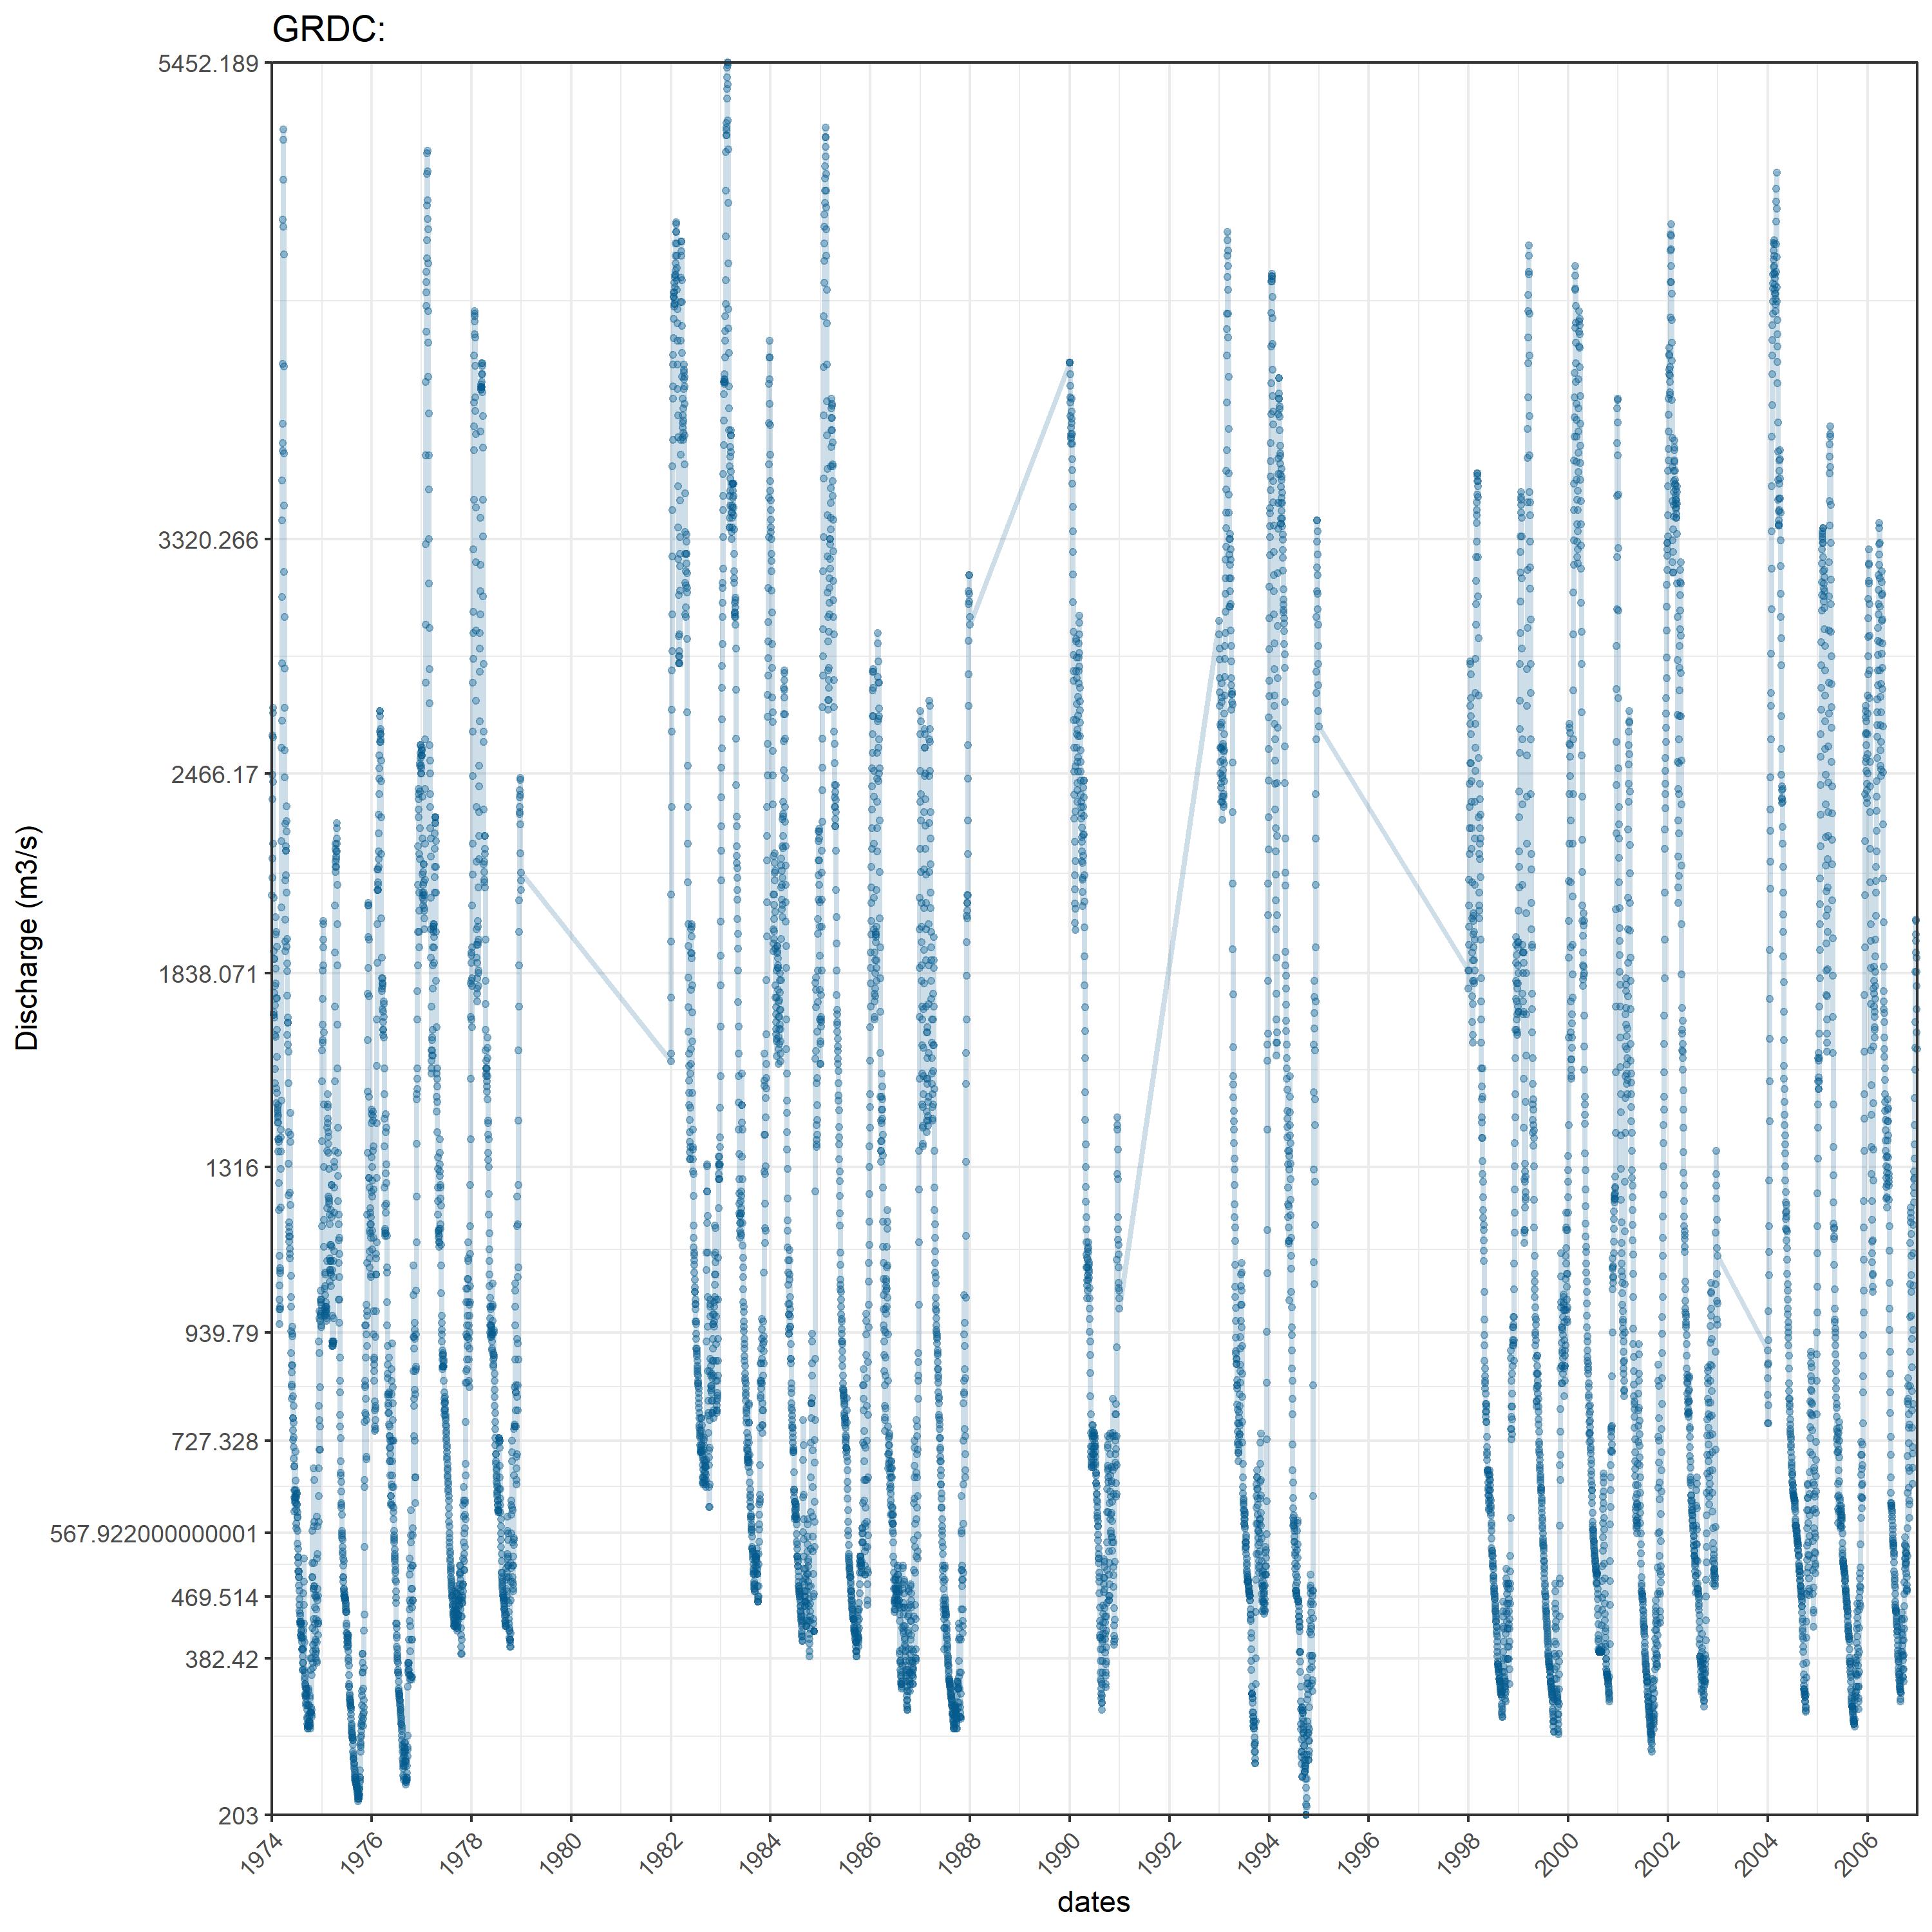 GRDC:
5452.189
3320.266
2466.17
1838.071
1316
939.79
727.328
567.922000000001
469.514
382.42
203
Discharge (m3/s)
1974 1976 1978 1980 1982 1984 1986 1988 1990 1992 1994 1996 1998 2000 2002 2004 2006
dates